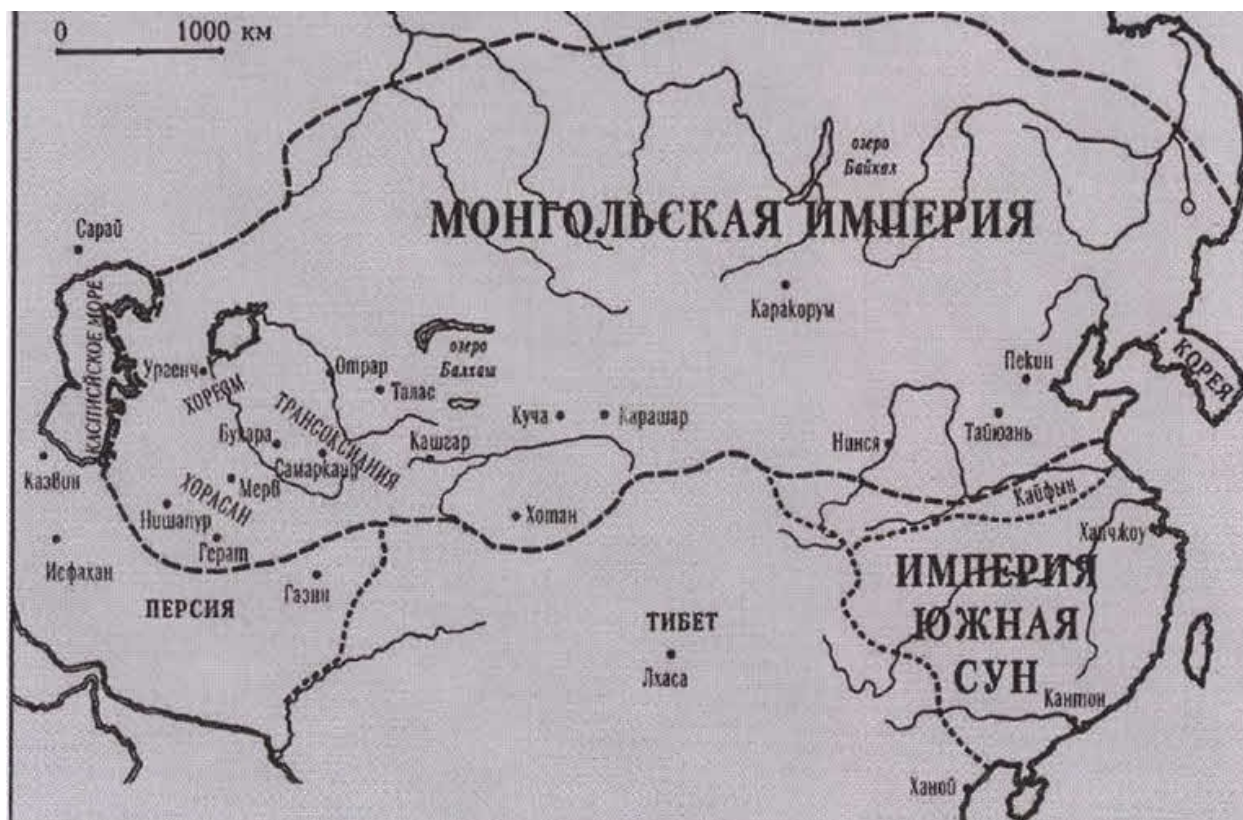 0 1000 км
озеро
Байкал
МОНГОЛЬСКАЯ ИМПЕРИЯ
Сарай
КАСПИЙСКОЕ МОРЕ
Каракорум
Ургенч
ХОРЕЗМ
Отрар
озеро
Балхаш
Талас
ТРАНСОКСИАНИЯ
Пекин
КОРЕЯ
Куча
Карашар
Бухара
Самарканд
Кашгар
Нинся
Тайюань
Казвин
ХОРАСАН
Мерв
Нишапур
Хотан
Кайфын
Герат
Исфахан
Ханчжоу
Газни
ПЕРСИЯ
ТИБЕТ
Лхаса
ИМПЕРИЯ
ЮЖНАЯ
СУН
Кантон
Ханой